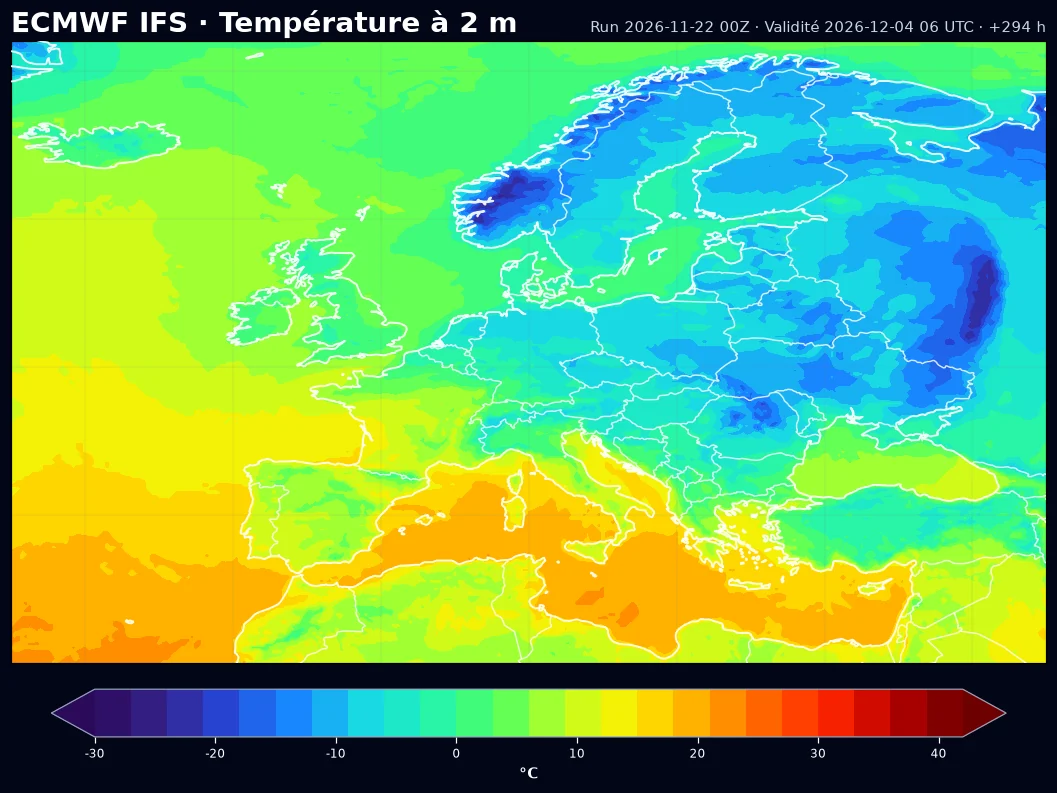 ECMWF IFS · Température à 2 m
Run 2026-11-22 00Z · Validité 2026-12-04 06 UTC · +294 h
-30 -20 -10 0 10 20 30 40
°C